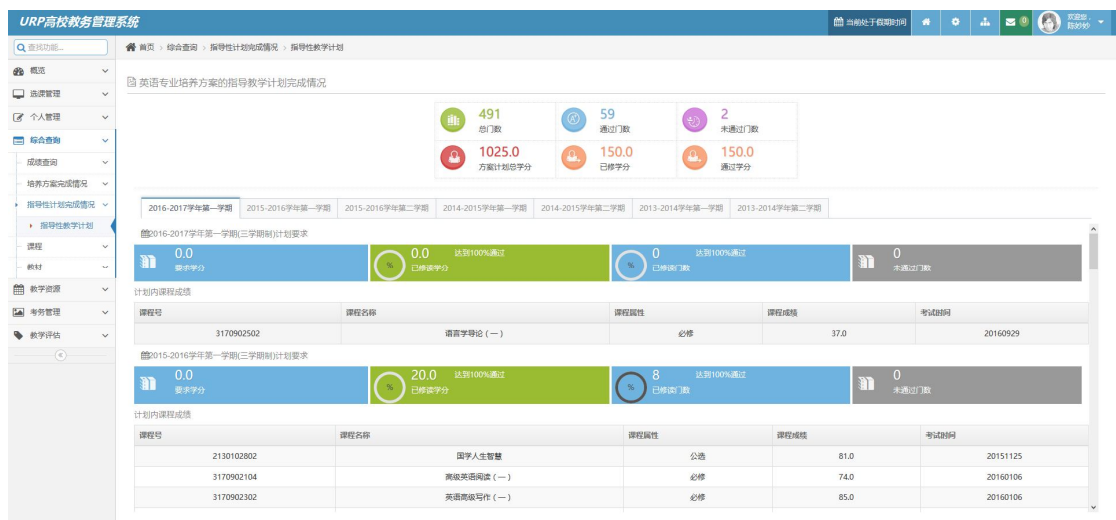 URP高校教务管理系统
当前处于假期时间
0
欢迎您，
陈妙妙
查找功能...
首页 > 综合查询 > 指导性计划完成情况 > 指导性教学计划
概览
选课管理
个人管理
综合查询
成绩查询
培养方案完成情况
指导性计划完成情况
指导性教学计划
课程
教材
教学资源
考务管理
教学评估
英语专业培养方案的指导教学计划完成情况
491
总门数
59
通过门数
2
未通过门数
1025.0
方案计划总学分
150.0
已修学分
150.0
通过学分
2016-2017学年第一学期 2015-2016学年第一学期 2015-2016学年第二学期 2014-2015学年第一学期 2014-2015学年第二学期 2013-2014学年第一学期 2013-2014学年第二学期
2016-2017学年第一学期(三学期制)计划要求
0.0
要求学分
%
0.0 达到100%通过
已修读学分
%
0 达到100%通过
已修读门数
0
未通过门数
计划内课程成绩
课程号 课程名称 课程属性 课程成绩 考试时间
3170902502 语言学导论（一） 必修 37.0 20160929
2015-2016学年第一学期(三学期制)计划要求
0.0
要求学分
%
20.0 达到100%通过
已修读学分
%
8 达到100%通过
已修读门数
0
未通过门数
计划内课程成绩
课程号 课程名称 课程属性 课程成绩 考试时间
2130102802 国学人生智慧 公选 81.0 20151125
3170902104 高级英语阅读（一） 必修 74.0 20160106
3170902302 英语高级写作（一） 必修 85.0 20160106